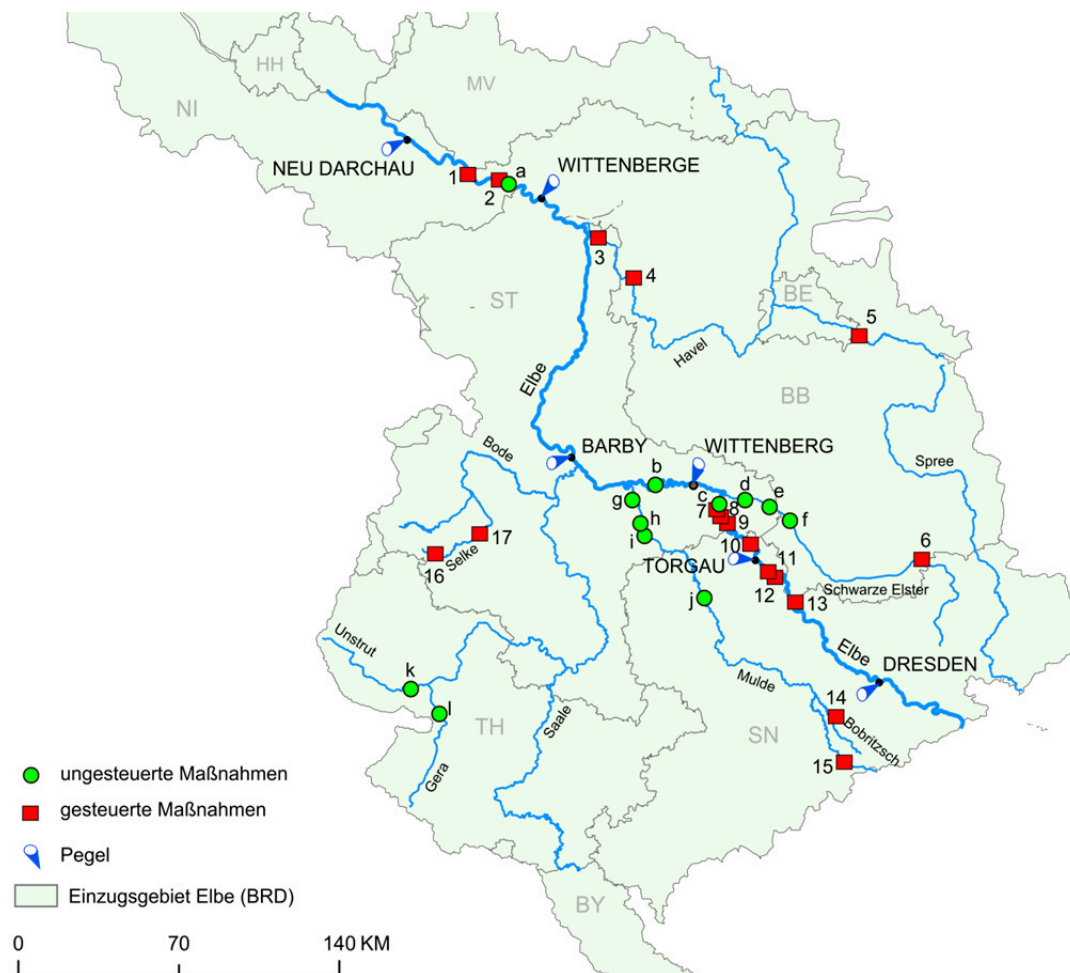 HH
MV
NI
NEU DARCHAU
1
2
a
WITTENBERGE
3
4
ST
BE
5
Havel
Elbe
BB
Bode
BARBY
WITTENBERG
Spree
b
c
d
e
f
g
h
i
7
8
9
10
11
12
13
6
TORGAU
Schwarze Elster
j
17
16
Selke
Unstrut
k
l
TH
Gera
Saale
Mulde
Elbe
DRESDEN
14
Bobritzsch
SN
15
BY
ungesteuerte Maßnahmen
gesteuerte Maßnahmen
Pegel
Einzugsgebiet Elbe (BRD)
0 70 140 KM